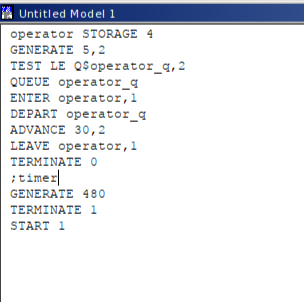 Untitled Model 1
operator STORAGE 4
GENERATE 5,2
TEST LE Q$operator_q,2
QUEUE operator_q
ENTER operator,1
DEPART operator_q
ADVANCE 30,2
LEAVE operator,1
TERMINATE 0
;timer
GENERATE 480
TERMINATE 1
START 1